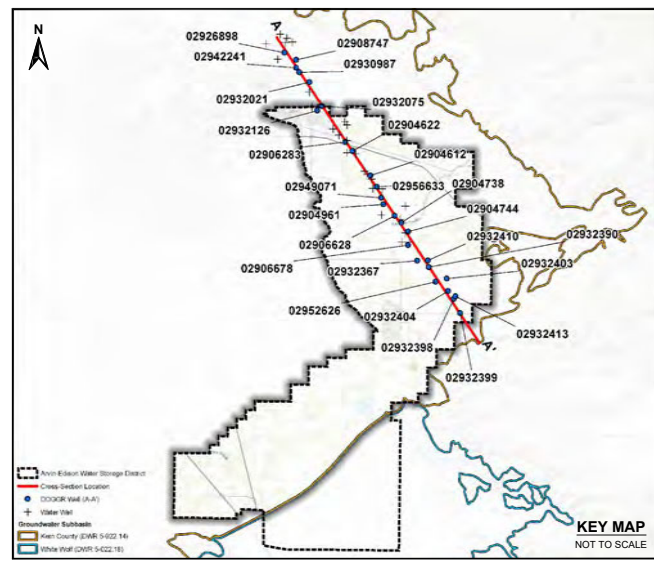 N
A
02926898
02908747
02942241
02930987
02932021
02932075
02932126
02904622
02906283
02904612
02949071
02956633
02904738
02904961
02904744
02906628
02932410
02932390
02906678
02932367
02932403
02952626
02932404
02932413
02932398
A'
02932399
Arvin-Edison Water Storage District
Cross-Section Location
DOGGR Well (A-A')
Water Well
Groundwater Subbasin
Kern County (DWR 5-022.14)
White Wolf (DWR 5-022.18)
KEY MAP
NOT TO SCALE